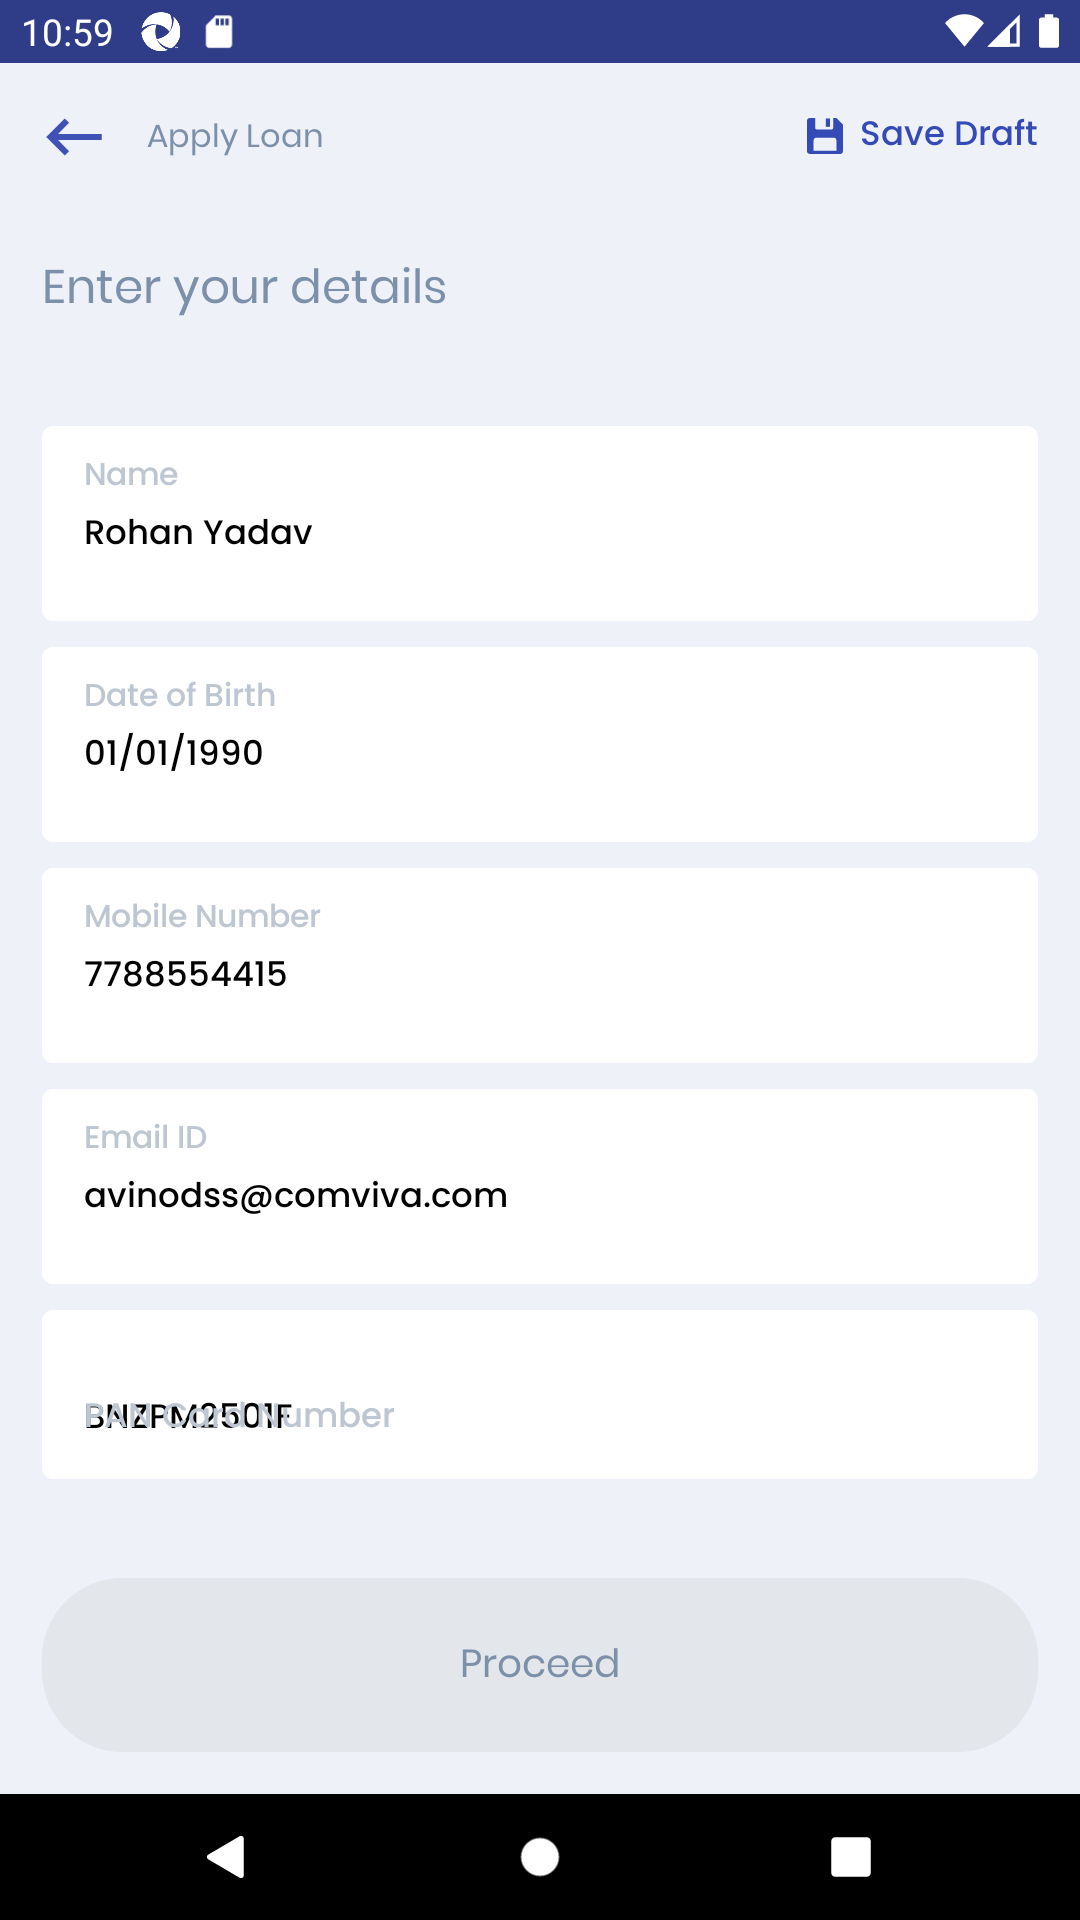 10:59
Apply Loan
Save Draft
Enter your details
Name
Rohan Yadav
Date of Birth
01/01/1990
Mobile Number
7788554415
Email ID
avinodss@comviva.com
PAN Card Number
BNZPM2501F
Proceed